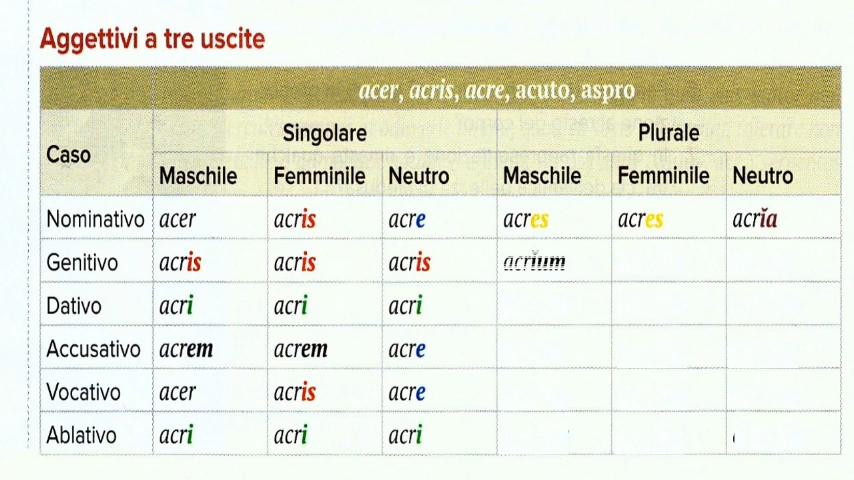 Aggettivi a tre uscite
acer, acris, acre, acuto, aspro
Caso Singolare Plurale
Maschile Femminile Neutro Maschile Femminile Neutro
Nominativo acer acris acre acres acres acrĭa
Genitivo acris acris acris acrĭum
Dativo acri acri acri
Accusativo acrem acrem acre
Vocativo acer acris acre
Ablativo acri acri acri